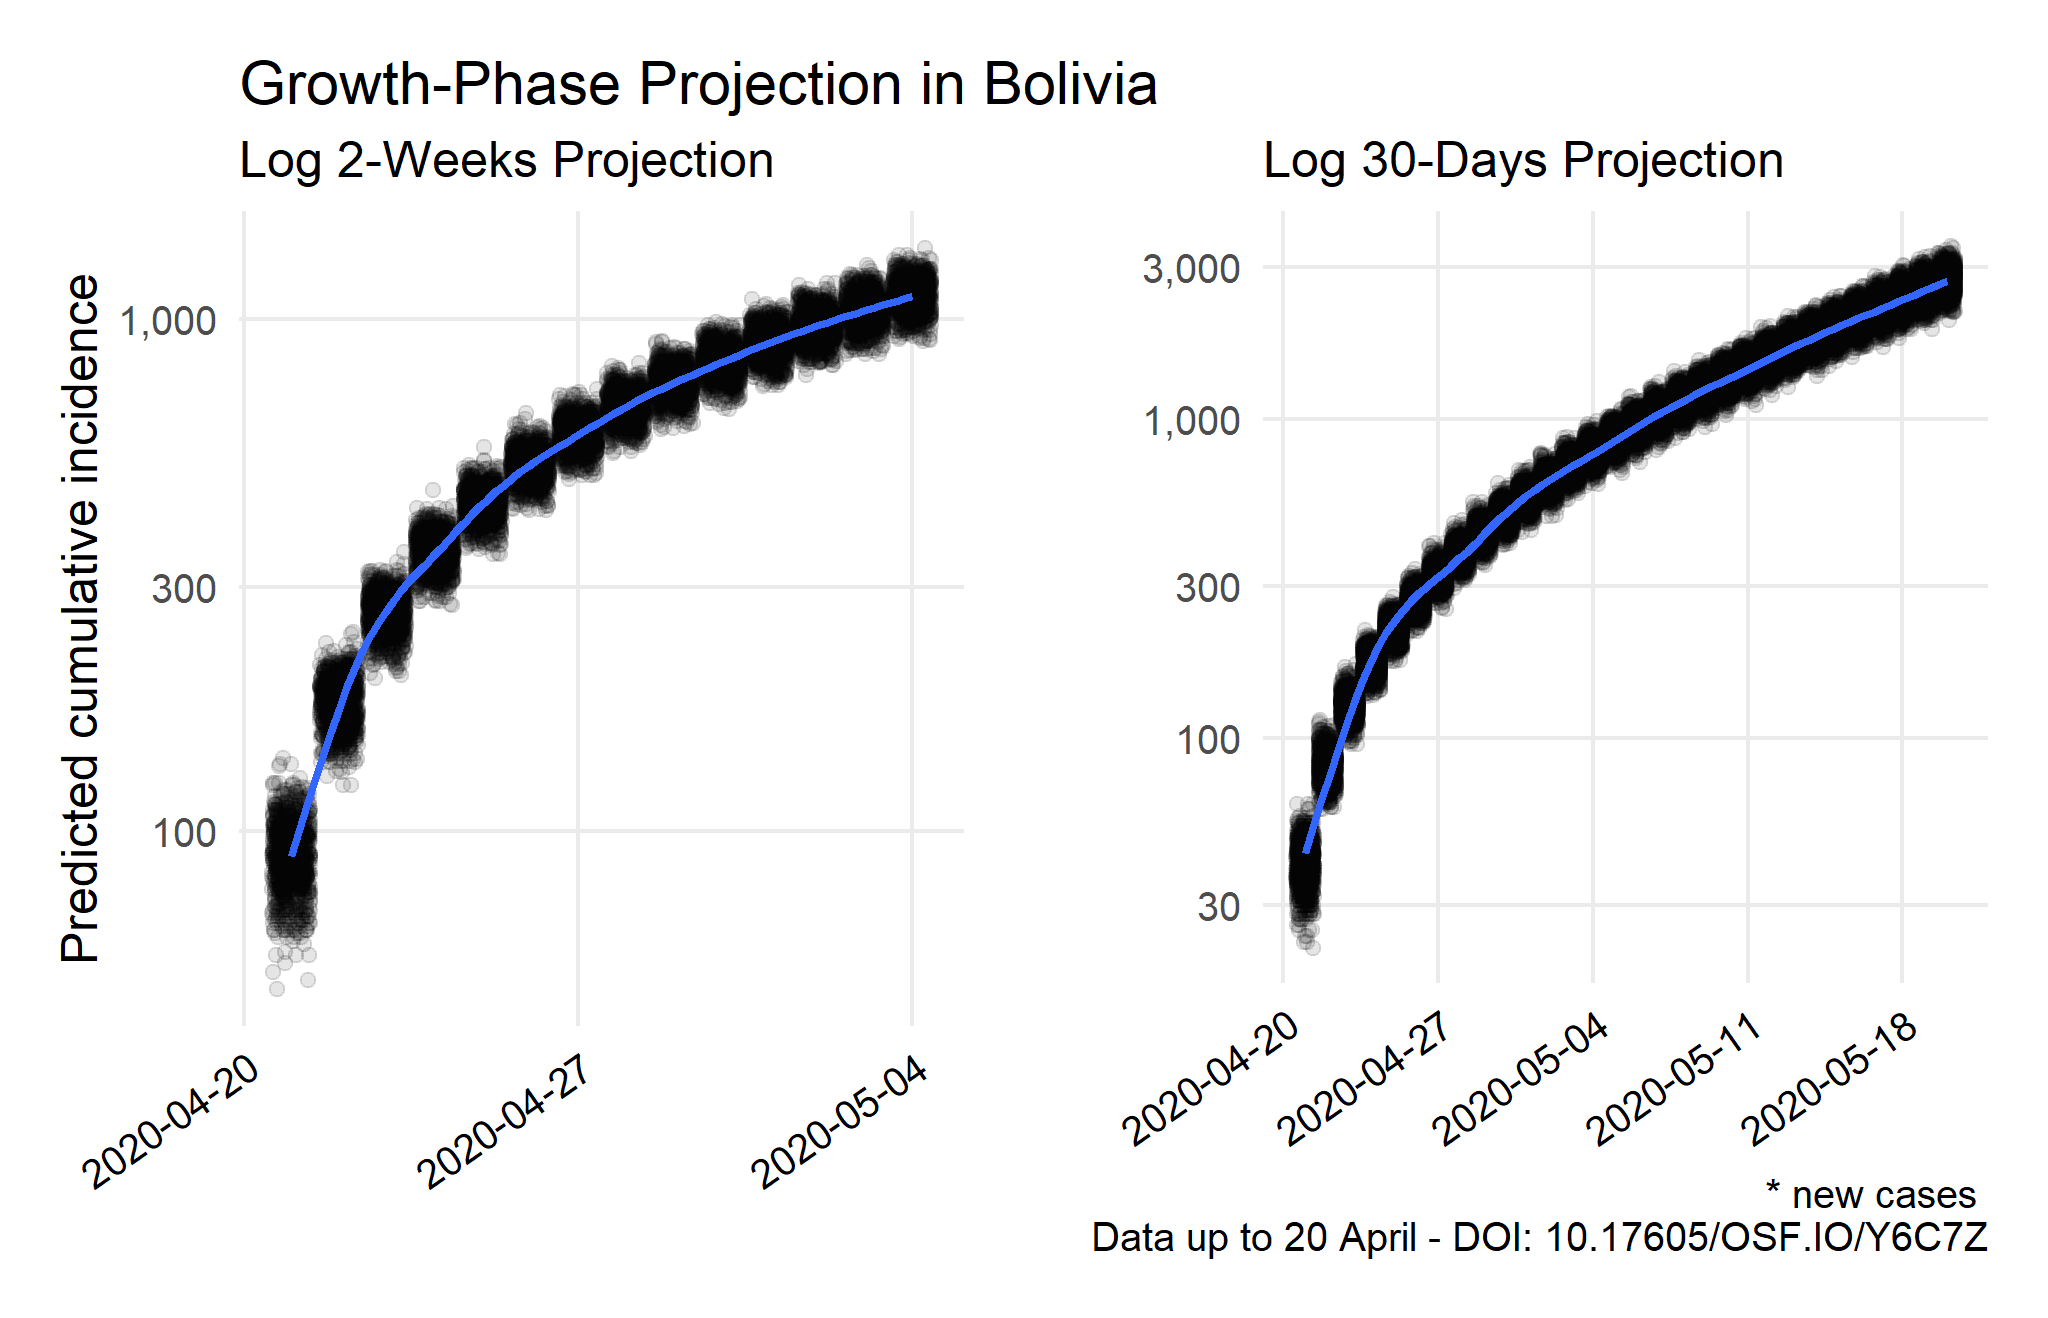 Growth-Phase Projection in Bolivia
Log 2-Weeks Projection
Predicted cumulative incidence
1,000
300
100
2020-04-20
2020-04-27
2020-05-04
Log 30-Days Projection
3,000
1,000
300
100
30
2020-04-20
2020-04-27
2020-05-04
2020-05-11
2020-05-18
* new cases
Data up to 20 April - DOI: 10.17605/OSF.IO/Y6C7Z